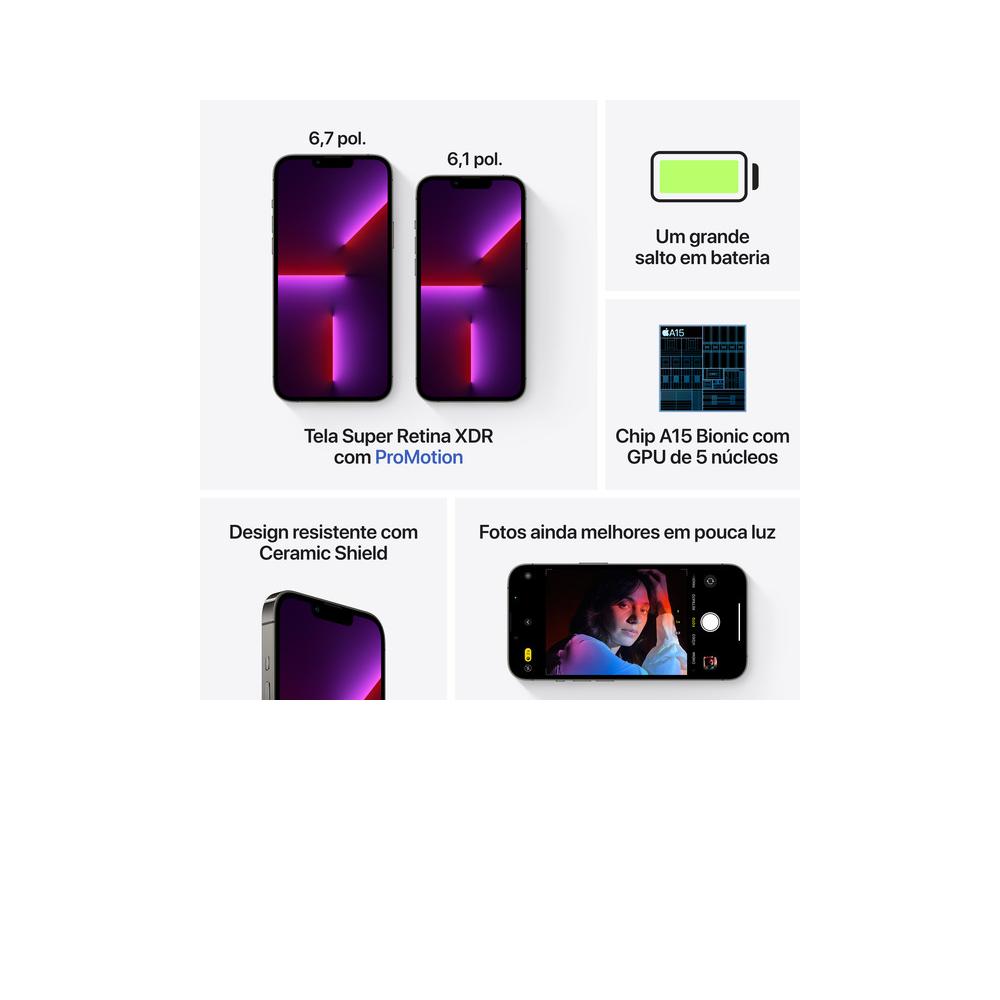 6,7 pol.
6,1 pol.
Tela Super Retina XDR
com ProMotion
Um grande
salto em bateria
A15
Chip A15 Bionic com
GPU de 5 núcleos
Design resistente com
Ceramic Shield
Fotos ainda melhores em pouca luz